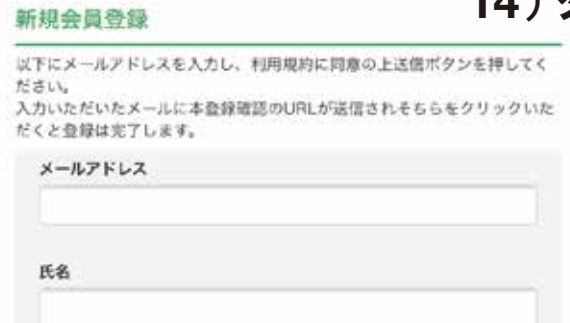 14)
新規会員登録
以下にメールアドレスを入力し、利用規約に同意の上送信ボタンを押してく
ださい。
入力いただいたメールに本登録確認のURLが送信されそちらをクリックいた
だくと登録は完了します。
メールアドレス
氏名